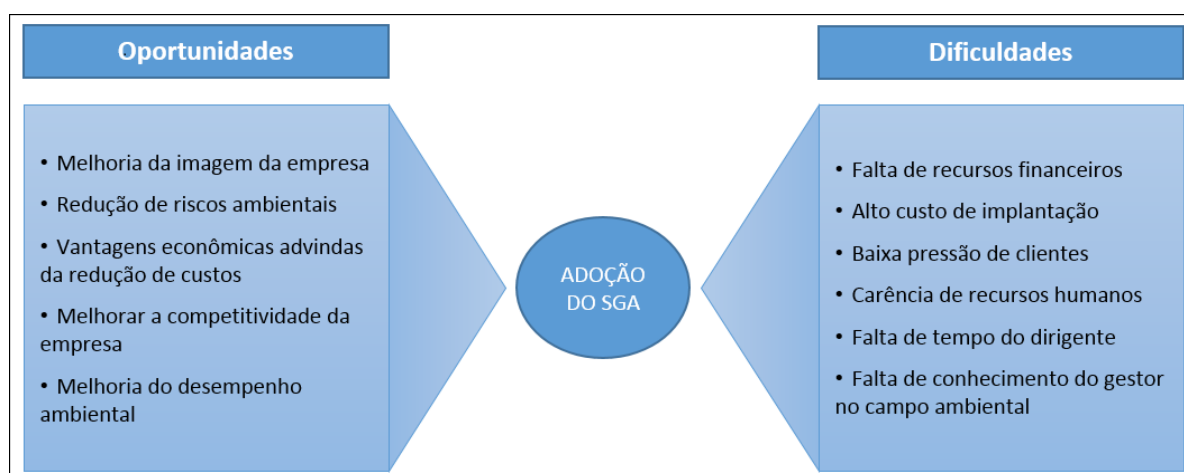 Oportunidades
• Melhoria da imagem da empresa
• Redução de riscos ambientais
• Vantagens econômicas advindas
da redução de custos
• Melhorar a competitividade da
empresa
• Melhoria do desempenho
ambiental
ADOÇÃO
DO SGA
Dificuldades
• Falta de recursos financeiros
• Alto custo de implantação
• Baixa pressão de clientes
• Carência de recursos humanos
• Falta de tempo do dirigente
• Falta de conhecimento do gestor
no campo ambiental